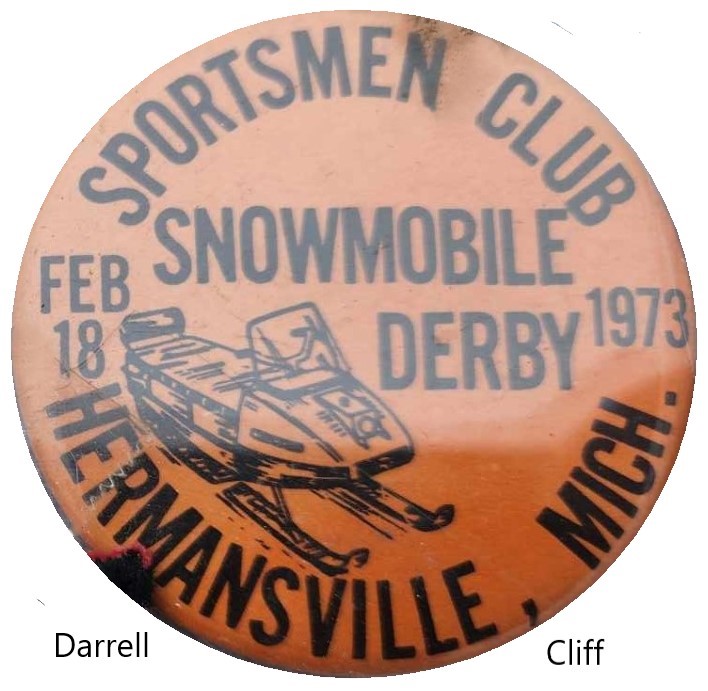 SPORTSMEN CLUB
SNOWMOBILE
DERBY
FEB
18
1973
HERMANSVILLE, MICH.
Darrell
Cliff